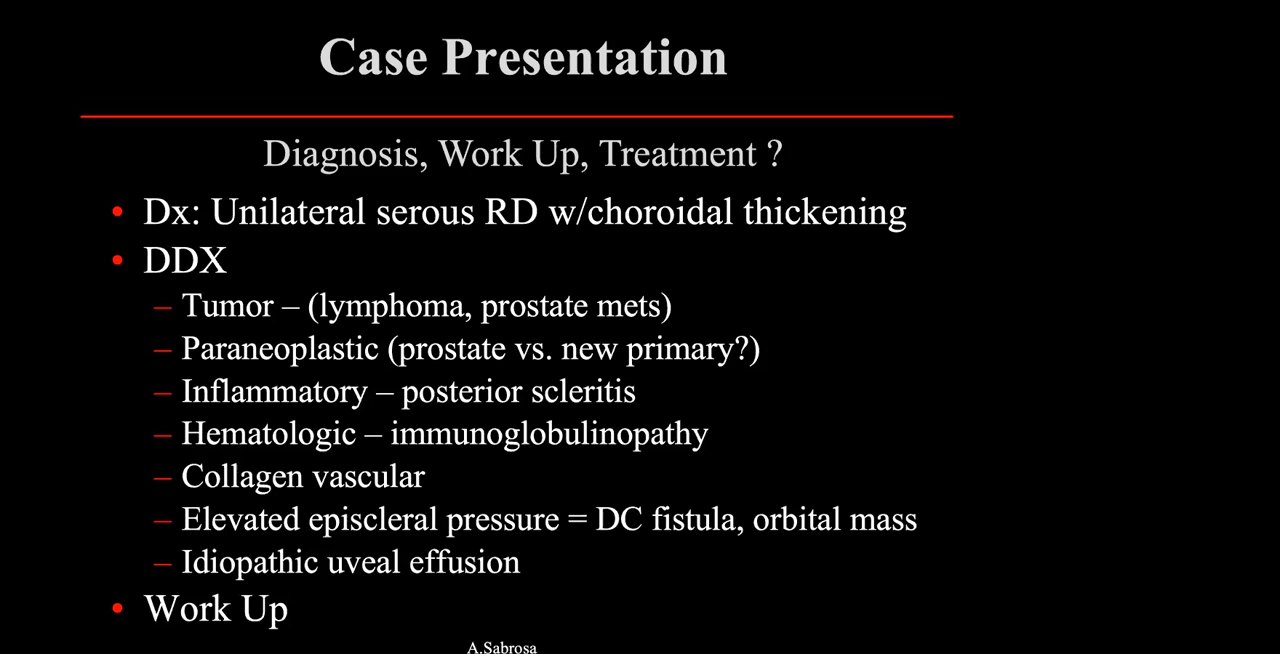 Case Presentation
Diagnosis, Work Up, Treatment ?
• Dx: Unilateral serous RD w/choroidal thickening
• DDX
– Tumor – (lymphoma, prostate mets)
– Paraneoplastic (prostate vs. new primary?)
– Inflammatory – posterior scleritis
– Hematologic – immunoglobulinopathy
– Collagen vascular
– Elevated episcleral pressure = DC fistula, orbital mass
– Idiopathic uveal effusion
• Work Up
A.Sabrosa